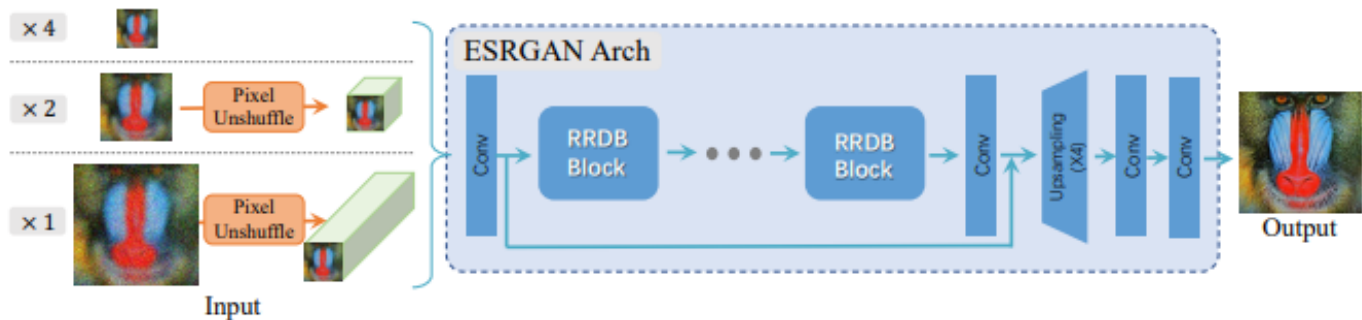 × 4
× 2
Pixel
Unshuffle
× 1
Pixel
Unshuffle
Input
ESRGAN Arch
Conv
RRDB
Block
RRDB
Block
Conv
Upsampling
(X4)
Conv
Conv
Output